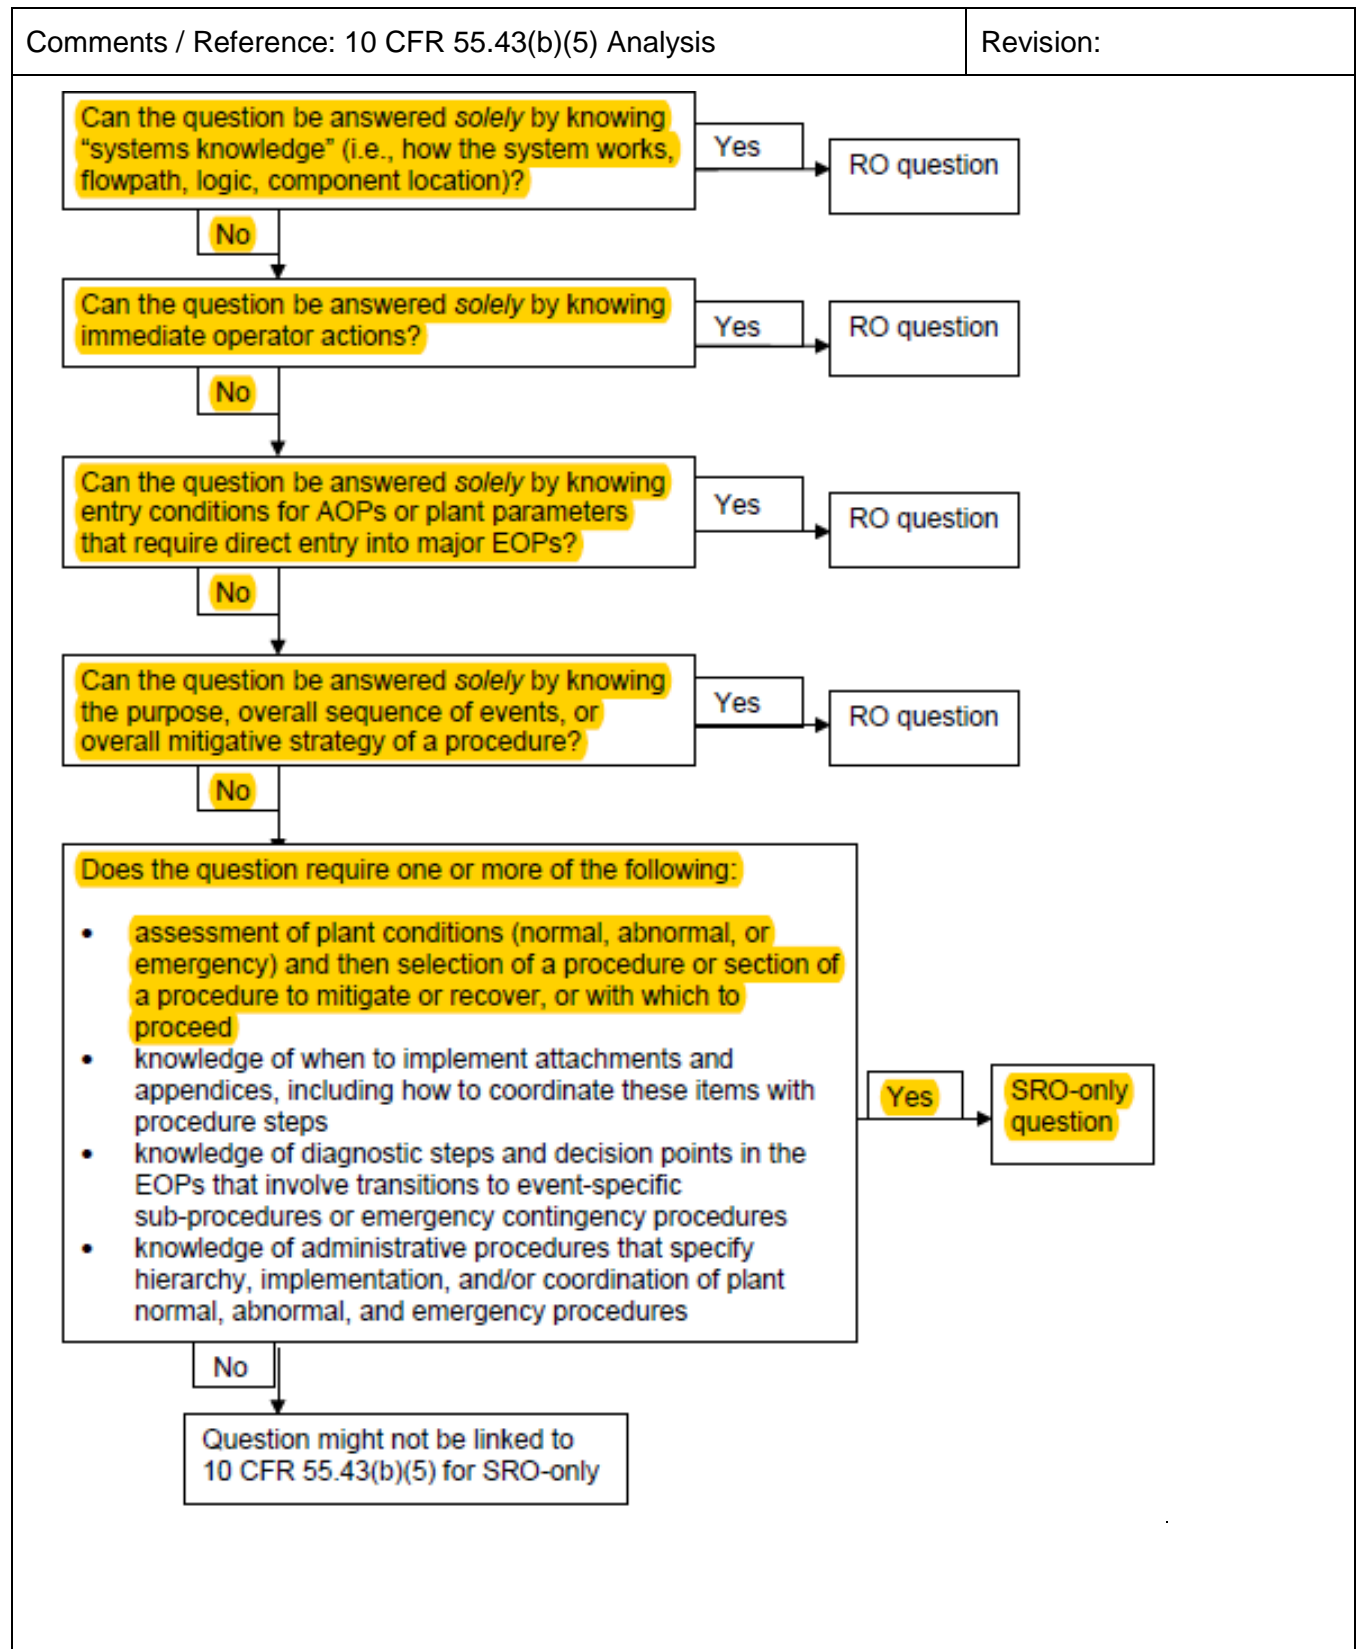 Comments / Reference: 10 CFR 55.43(b)(5) Analysis
Revision:
Can the question be answered solely by knowing
“systems knowledge” (i.e., how the system works,
flowpath, logic, component location)?
Yes
RO question
No
Can the question be answered solely by knowing
immediate operator actions?
Yes
RO question
No
Can the question be answered solely by knowing
entry conditions for AOPs or plant parameters
that require direct entry into major EOPs?
Yes
RO question
No
Can the question be answered solely by knowing
the purpose, overall sequence of events, or
overall mitigative strategy of a procedure?
Yes
RO question
No
Does the question require one or more of the following:
• assessment of plant conditions (normal, abnormal, or
emergency) and then selection of a procedure or section of
a procedure to mitigate or recover, or with which to
proceed
• knowledge of when to implement attachments and
appendices, including how to coordinate these items with
procedure steps
• knowledge of diagnostic steps and decision points in the
EOPs that involve transitions to event-specific
sub-procedures or emergency contingency procedures
• knowledge of administrative procedures that specify
hierarchy, implementation, and/or coordination of plant
normal, abnormal, and emergency procedures
Yes
SRO-only
question
No
Question might not be linked to
10 CFR 55.43(b)(5) for SRO-only